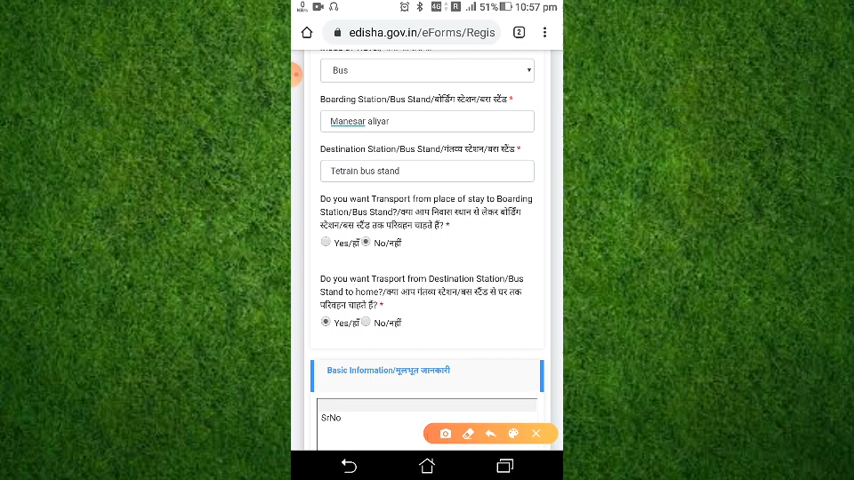 0
KB/s
4G
R
51%
10:57 pm
edisha.gov.in/eForms/Regis
2
Bus
Boarding Station/Bus Stand/बोर्डिंग स्टेशन/बस स्टैंड *
Manesar aliyar
Destination Station/Bus Stand/गंतव्य स्टेशन/बस स्टैंड *
Tetrain bus stand
Do you want Transport from place of stay to Boarding
Station/Bus Stand?/क्या आप निवास स्थान से लेकर बोर्डिंग
स्टेशन/बस स्टैंड तक परिवहन चाहते हैं? *
Yes/हाँ No/नहीं
Do you want Trasport from Destination Station/Bus
Stand to home?/क्या आप गंतव्य स्टेशन/बस स्टैंड से घर तक
परिवहन चाहते हैं? *
Yes/हाँ No/नहीं
Basic Information/मूलभूत जानकारी
SrNo